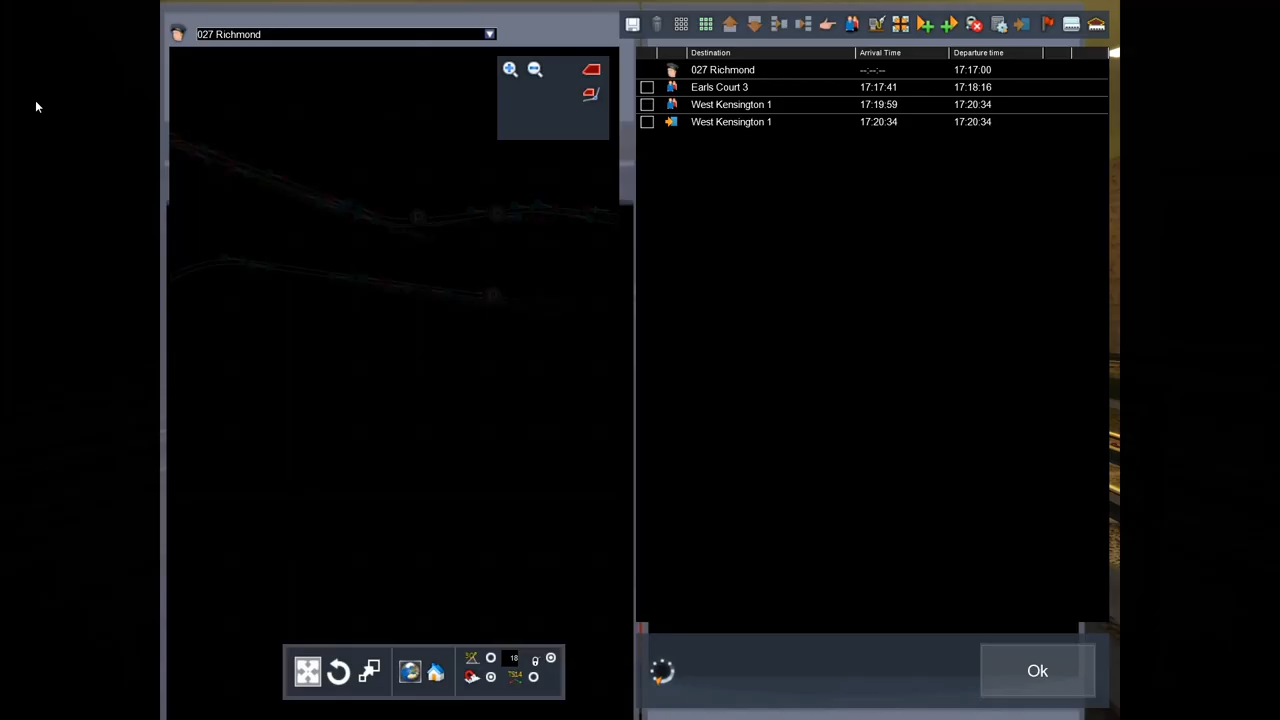 027 Richmond
Destination Arrival Time Departure time
027 Richmond --:--:-- 17:17:00
Earls Court 3 17:17:41 17:18:16
West Kensington 1 17:19:59 17:20:34
West Kensington 1 17:20:34 17:20:34
18
TS14
Ok